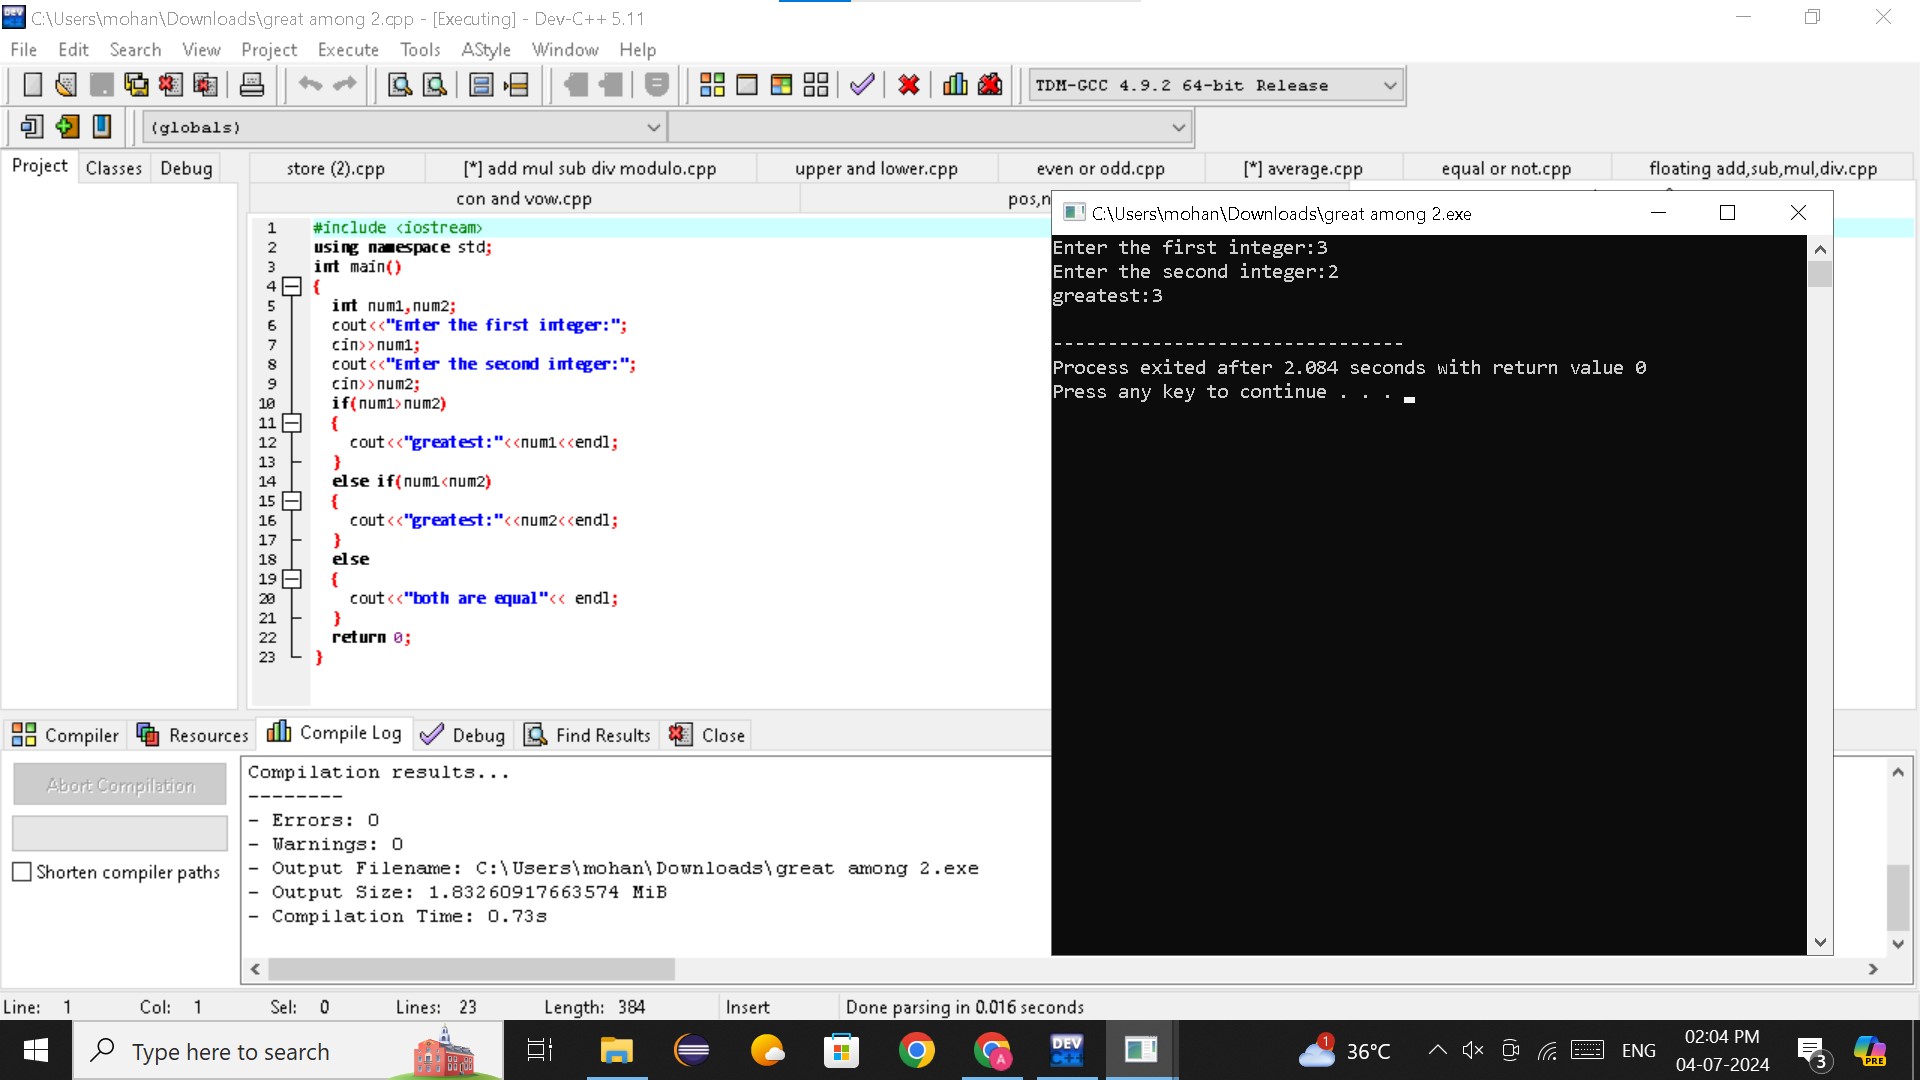 C:\Users\mohan\Downloads\great among 2.cpp - [Executing] - Dev-C++ 5.11
File Edit Search View Project Execute Tools AStyle Window Help
TDM-GCC 4.9.2 64-bit Release
(globals)
Project Classes Debug
store (2).cpp [*] add mul sub div modulo.cpp upper and lower.cpp even or odd.cpp [*] average.cpp equal or not.cpp floating add,sub,mul,div.cpp
con and vow.cpp pos,n
1 #include <iostream>
2 using namespace std;
3 int main()
4 {
5 int num1,num2;
6 cout<<"Enter the first integer:";
7 cin>>num1;
8 cout<<"Enter the second integer:";
9 cin>>num2;
10 if(num1>num2)
11 {
12 cout<<"greatest:"<<num1<<endl;
13 }
14 else if(num1<num2)
15 {
16 cout<<"greatest:"<<num2<<endl;
17 }
18 else
19 {
20 cout<<"both are equal"<< endl;
21 }
22 return 0;
23 }
C:\Users\mohan\Downloads\great among 2.exe
Enter the first integer:3
Enter the second integer:2
greatest:3
--------------------------------
Process exited after 2.084 seconds with return value 0
Press any key to continue . . .
Compiler Resources Compile Log Debug Find Results Close
Abort Compilation
Shorten compiler paths
Compilation results...
--------
- Errors: 0
- Warnings: 0
- Output Filename: C:\Users\mohan\Downloads\great among 2.exe
- Output Size: 1.83260917663574 MiB
- Compilation Time: 0.73s
Line: 1 Col: 1 Sel: 0 Lines: 23 Length: 384 Insert Done parsing in 0.016 seconds
Type here to search
DEV C++
1
36°C
ENG
02:04 PM
04-07-2024
3
PRE